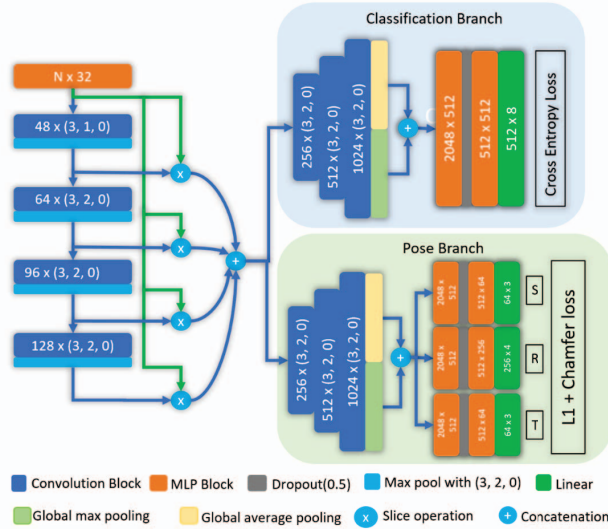 Classification Branch
N x 32
48 x (3, 1, 0)
64 x (3, 2, 0)
96 x (3, 2, 0)
128 x (3, 2, 0)
x
x
x
x
+
256 x (3, 2, 0)
512 x (3, 2, 0)
1024 x (3, 2, 0)
+
2048 x 512
512 x 512
512 x 8
Cross Entropy Loss
Pose Branch
256 x (3, 2, 0)
512 x (3, 2, 0)
1024 x (3, 2, 0)
+
2048 x
512
512 x 64
64 x 3
S
2048 x
512
512 x 256
256 x 4
R
2048 x
512
512 x 64
64 x 3
T
L1 + Chamfer loss
Convolution Block
MLP Block
Dropout(0.5)
Max pool with (3, 2, 0)
Linear
Global max pooling
Global average pooling
x
Slice operation
+
Concatenation